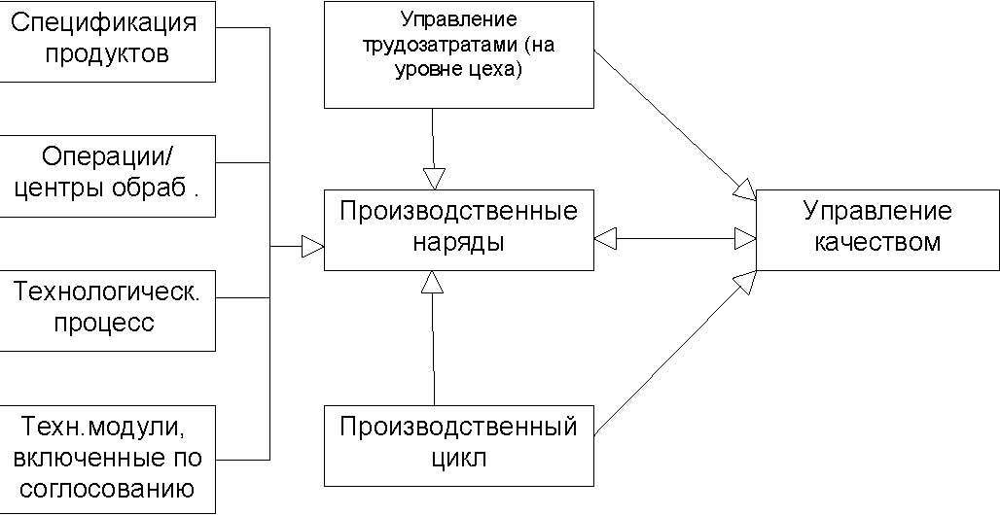 Спецификация
продуктов
Управление
трудозатратами (на
уровне цеха)
Операции/
центры обраб .
Производственные
наряды
Управление
качеством
Технологическ.
процесс
Техн.модули,
включенные по
соглосованию
Производственный
цикл